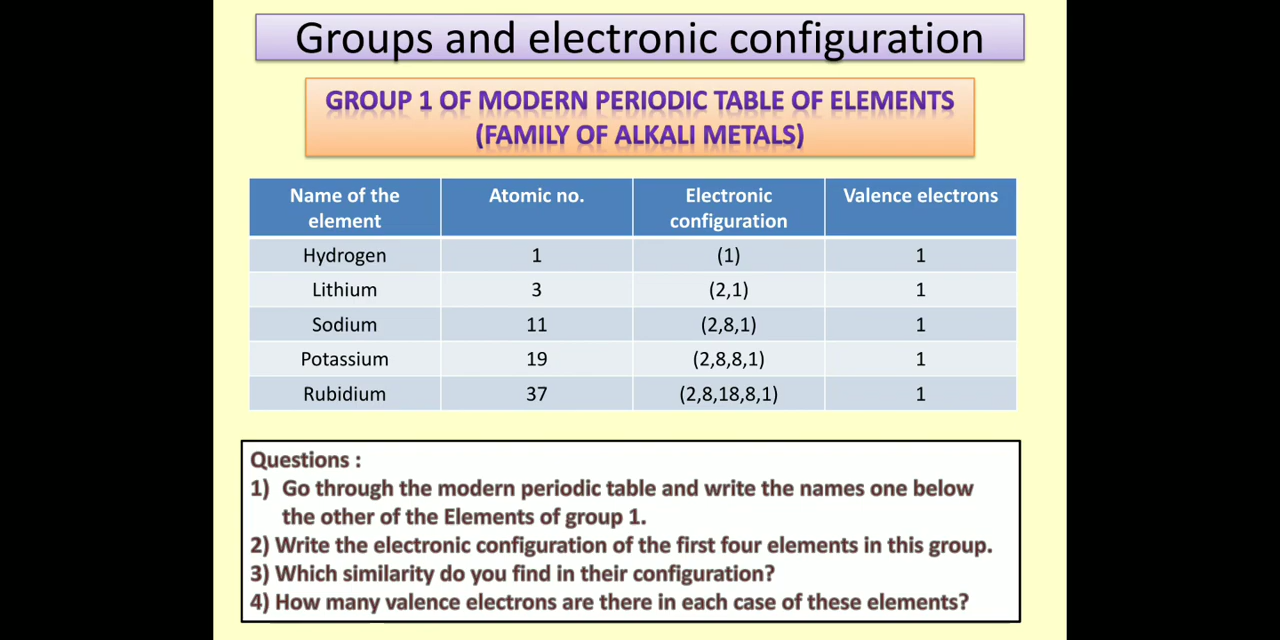 Groups and electronic configuration
GROUP 1 OF MODERN PERIODIC TABLE OF ELEMENTS
(FAMILY OF ALKALI METALS)
Name of the element Atomic no. Electronic configuration Valence electrons
Hydrogen 1 (1) 1
Lithium 3 (2,1) 1
Sodium 11 (2,8,1) 1
Potassium 19 (2,8,8,1) 1
Rubidium 37 (2,8,18,8,1) 1
Questions :
1) Go through the modern periodic table and write the names one below
the other of the Elements of group 1.
2) Write the electronic configuration of the first four elements in this group.
3) Which similarity do you find in their configuration?
4) How many valence electrons are there in each case of these elements?